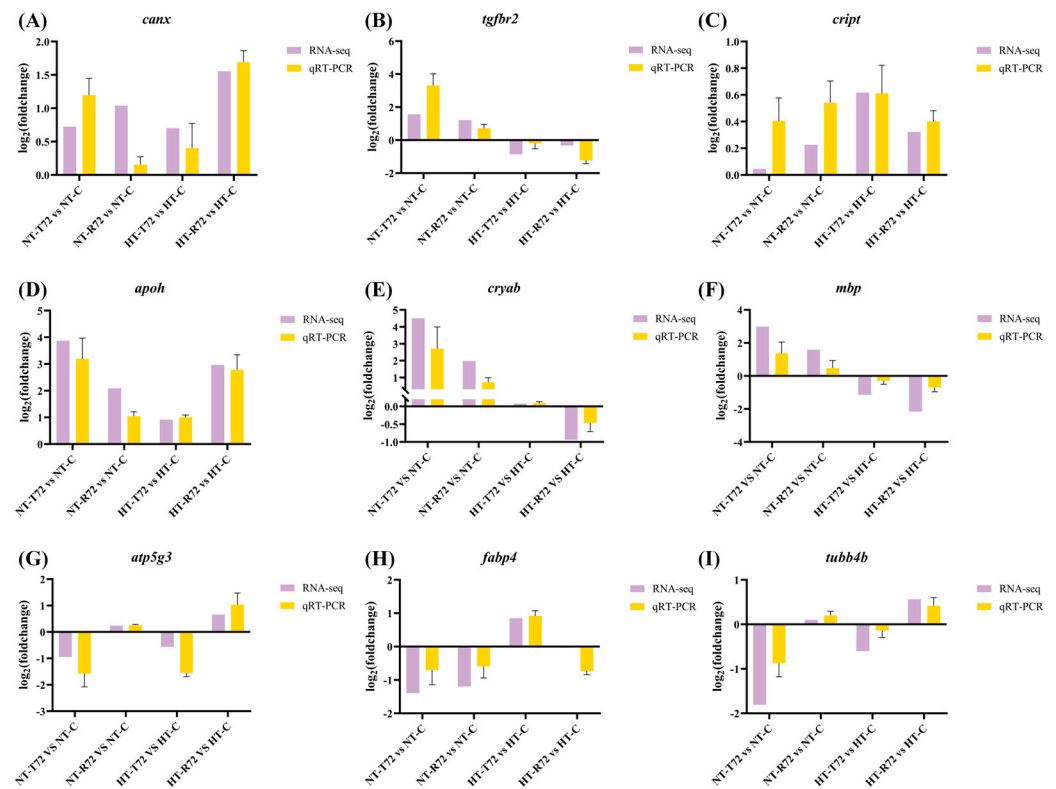 (A)
canx
log2(foldchange)
2.0
1.5
1.0
0.5
0.0
NT-T72 vs NT-C
NT-R72 vs NT-C
HT-T72 vs HT-C
HT-R72 vs HT-C
RNA-seq
qRT-PCR
(B)
tgfbr2
log2(foldchange)
6
4
2
0
-2
NT-T72 vs NT-C
NT-R72 vs NT-C
HT-T72 vs HT-C
HT-R72 vs HT-C
RNA-seq
qRT-PCR
(C)
cript
log2(foldchange)
1.0
0.8
0.6
0.4
0.2
0.0
NT-T72 vs NT-C
NT-R72 vs NT-C
HT-T72 vs HT-C
HT-R72 vs HT-C
RNA-seq
qRT-PCR
(D)
apoh
log2(foldchange)
5
4
3
2
1
0
NT-T72 vs NT-C
NT-R72 vs NT-C
HT-T72 vs HT-C
HT-R72 vs HT-C
RNA-seq
qRT-PCR
(E)
cryab
log2(foldchange)
5
4
3
2
1
0.0
-0.5
-1.0
NT-T72 VS NT-C
NT-R72 VS NT-C
HT-T72 VS HT-C
HT-R72 VS HT-C
RNA-seq
qRT-PCR
(F)
mbp
log2(foldchange)
4
2
0
-2
-4
NT-T72 VS NT-C
NT-R72 VS NT-C
HT-T72 VS HT-C
HT-R72 VS HT-C
RNA-seq
qRT-PCR
(G)
atp5g3
log2(foldchange)
2
1
0
-1
-2
-3
NT-T72 VS NT-C
NT-R72 VS NT-C
HT-T72 VS HT-C
HT-R72 VS HT-C
RNA-seq
qRT-PCR
(H)
fabp4
log2(foldchange)
2
1
0
-1
-2
NT-T72 vs NT-C
NT-R72 vs NT-C
HT-T72 vs HT-C
HT-R72 vs HT-C
RNA-seq
qRT-PCR
(I)
tubb4b
log2(foldchange)
1
0
-1
-2
NT-T72 vs NT-C
NT-R72 vs NT-C
HT-T72 vs HT-C
HT-R72 vs HT-C
RNA-seq
qRT-PCR